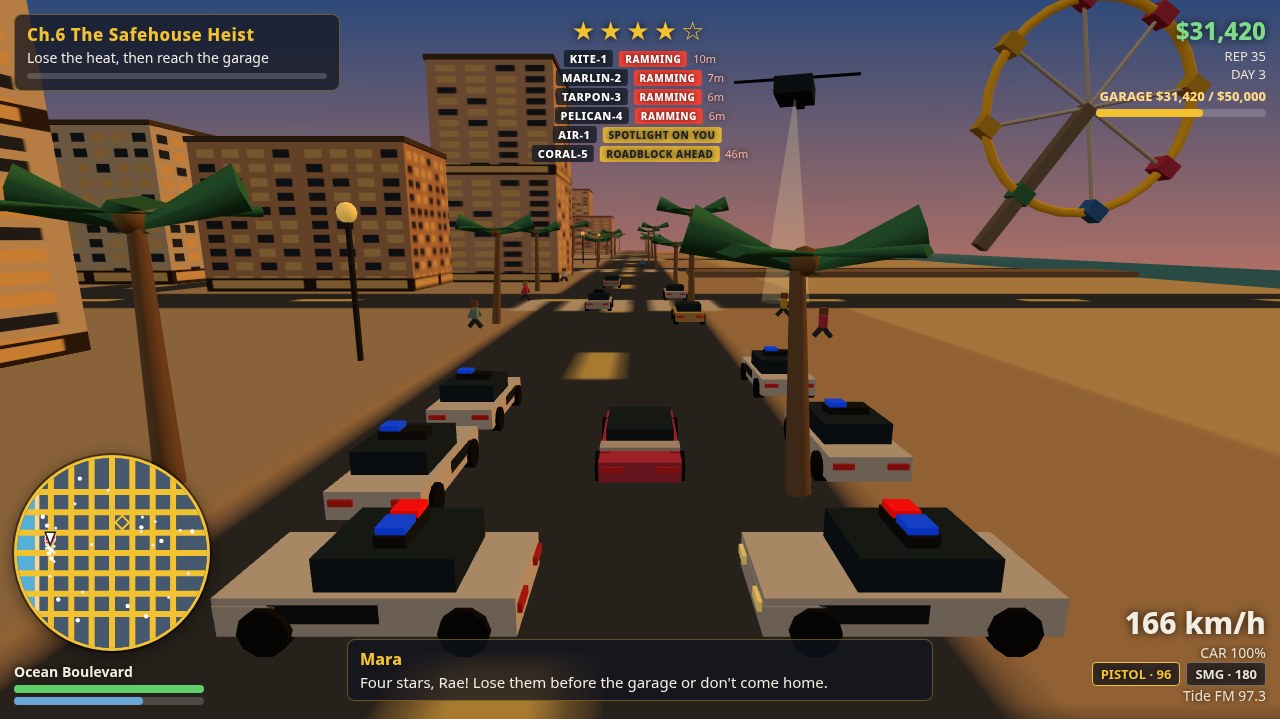 Ch.6 The Safehouse Heist
Lose the heat, then reach the garage
★ ★ ★ ★ ☆
KITE-1 RAMMING 10m
MARLIN-2 RAMMING 7m
TARPON-3 RAMMING 6m
PELICAN-4 RAMMING 6m
AIR-1 SPOTLIGHT ON YOU
CORAL-5 ROADBLOCK AHEAD 46m
$31,420
REP 35
DAY 3
GARAGE $31,420 / $50,000
Ocean Boulevard
Mara
Four stars, Rae! Lose them before the garage or don't come home.
166 km/h
CAR 100%
PISTOL · 96 SMG · 180
Tide FM 97.3